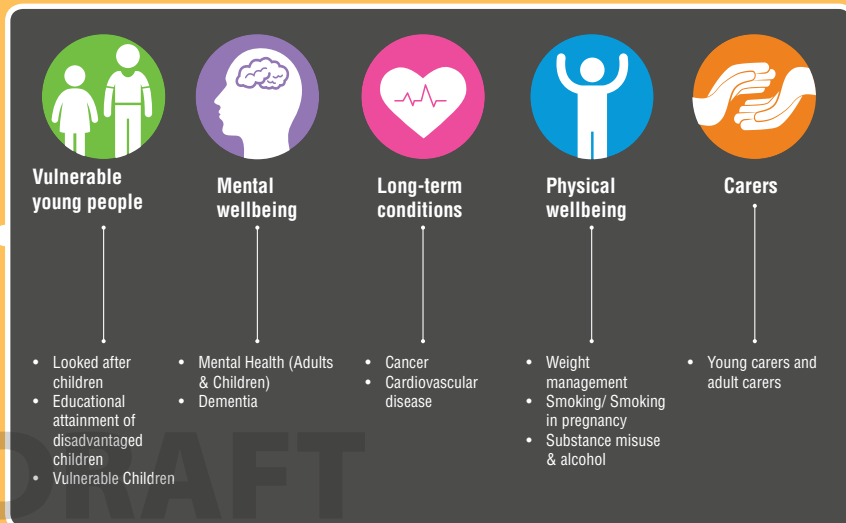 Vulnerable
young people
Mental
wellbeing
Long-term
conditions
Physical
wellbeing
Carers
• Looked after
children
• Educational
attainment of
disadvantaged
children
• Vulnerable Children
• Mental Health (Adults
& Children)
• Dementia
• Cancer
• Cardiovascular
disease
• Weight
management
• Smoking/ Smoking
in pregnancy
• Substance misuse
& alcohol
• Young carers and
adult carers
DRAFT